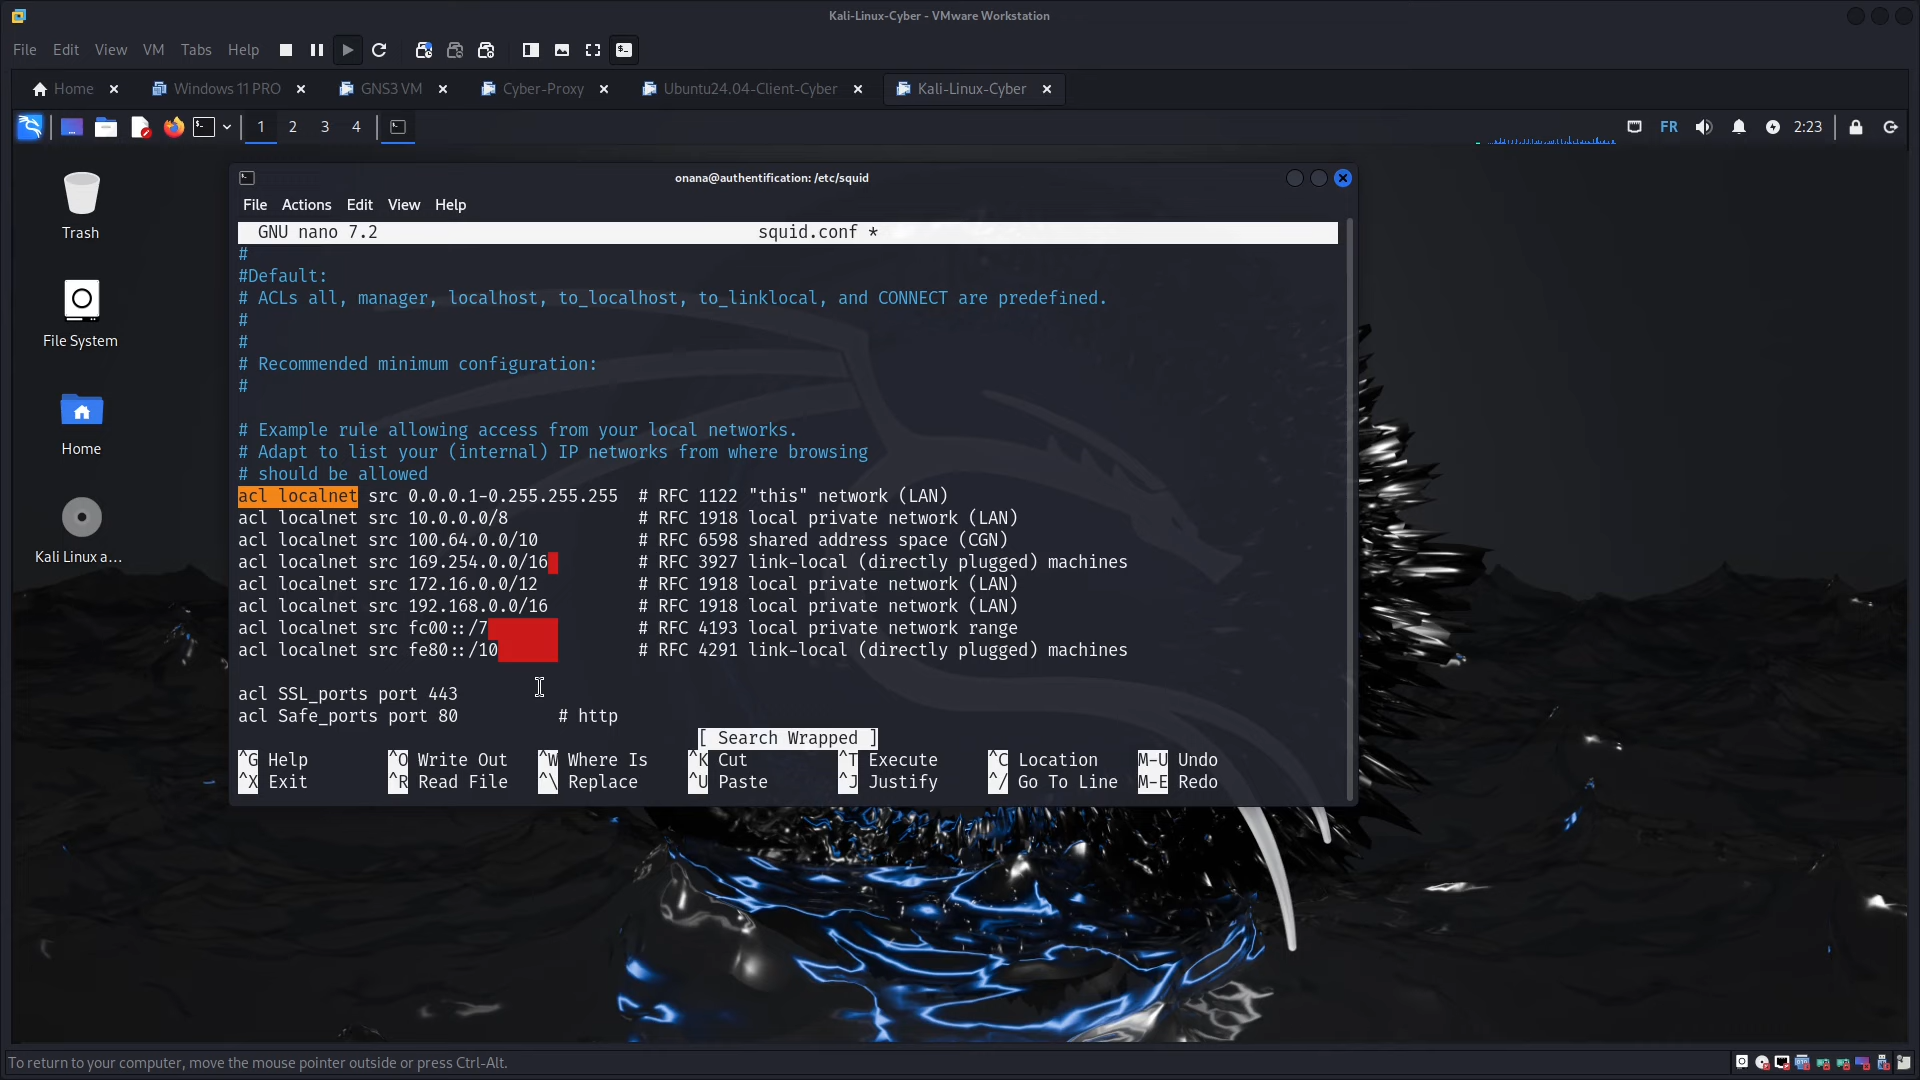 Kali-Linux-Cyber - VMware Workstation
File Edit View VM Tabs Help
Home Windows 11 PRO GNS3 VM Cyber-Proxy Ubuntu24.04-Client-Cyber Kali-Linux-Cyber
1 2 3 4 FR 2:23
Trash
File System
Home
Kali Linux a...
onana@authentification: /etc/squid
File Actions Edit View Help
GNU nano 7.2 squid.conf *
#
#Default:
# ACLs all, manager, localhost, to_localhost, to_linklocal, and CONNECT are predefined.
#
#
# Recommended minimum configuration:
#
# Example rule allowing access from your local networks.
# Adapt to list your (internal) IP networks from where browsing
# should be allowed
acl localnet src 0.0.0.1-0.255.255.255 # RFC 1122 "this" network (LAN)
acl localnet src 10.0.0.0/8 # RFC 1918 local private network (LAN)
acl localnet src 100.64.0.0/10 # RFC 6598 shared address space (CGN)
acl localnet src 169.254.0.0/16 # RFC 3927 link-local (directly plugged) machines
acl localnet src 172.16.0.0/12 # RFC 1918 local private network (LAN)
acl localnet src 192.168.0.0/16 # RFC 1918 local private network (LAN)
acl localnet src fc00::/7 # RFC 4193 local private network range
acl localnet src fe80::/10 # RFC 4291 link-local (directly plugged) machines
acl SSL_ports port 443
acl Safe_ports port 80 # http
[ Search Wrapped ]
^G Help ^O Write Out ^W Where Is ^K Cut ^T Execute ^C Location M-U Undo
^X Exit ^R Read File ^\ Replace ^U Paste ^J Justify ^/ Go To Line M-E Redo
To return to your computer, move the mouse pointer outside or press Ctrl-Alt.